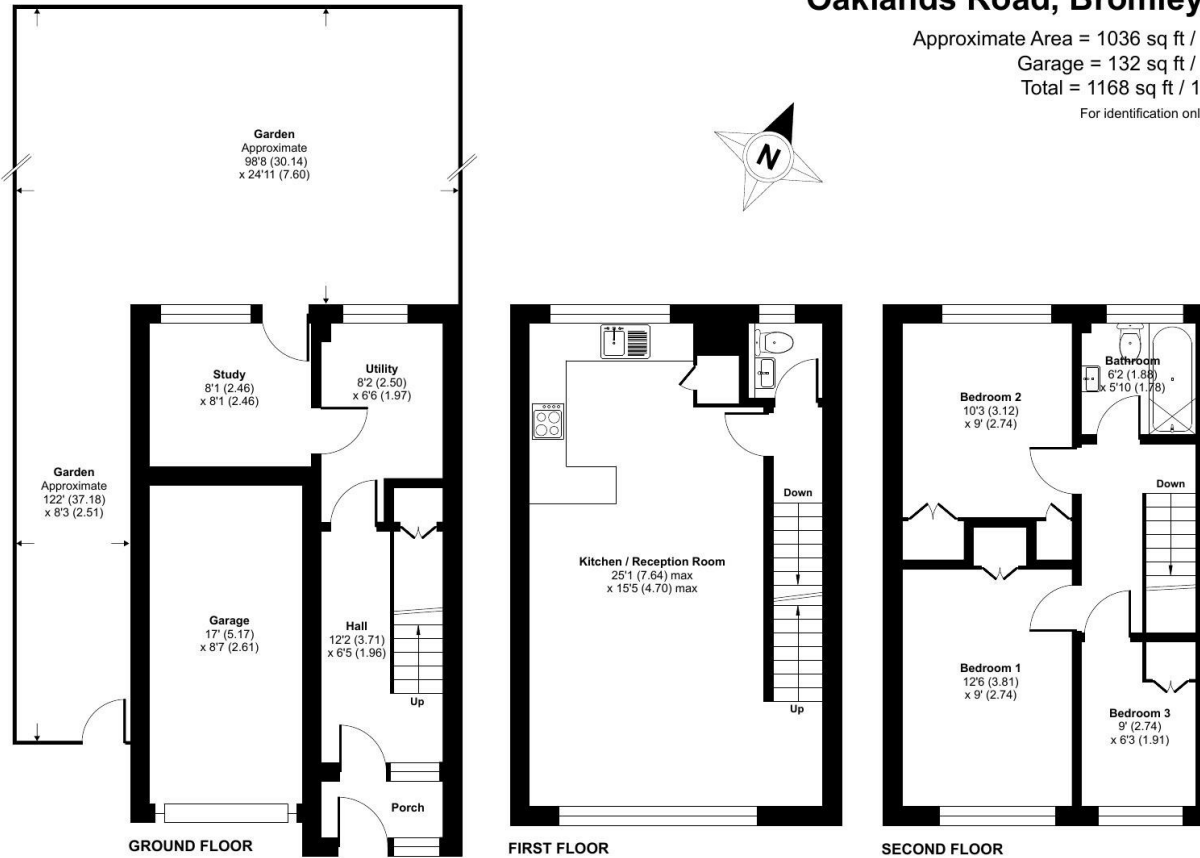 Oaklands Road, Bromley
Approximate Area = 1036 sq ft /
Garage = 132 sq ft /
Total = 1168 sq ft / 1
For identification onl
N
Garden
Approximate
98'8 (30.14)
x 24'11 (7.60)
Study
8'1 (2.46)
x 8'1 (2.46)
Utility
8'2 (2.50)
x 6'6 (1.97)
Garden
Approximate
122' (37.18)
x 8'3 (2.51)
Garage
17' (5.17)
x 8'7 (2.61)
Hall
12'2 (3.71)
x 6'5 (1.96)
Up
Porch
GROUND FLOOR
Kitchen / Reception Room
25'1 (7.64) max
x 15'5 (4.70) max
Down
Up
FIRST FLOOR
Bedroom 2
10'3 (3.12)
x 9' (2.74)
Bathroom
6'2 (1.88)
x 5'10 (1.78)
Down
Bedroom 1
12'6 (3.81)
x 9' (2.74)
Bedroom 3
9' (2.74)
x 6'3 (1.91)
SECOND FLOOR